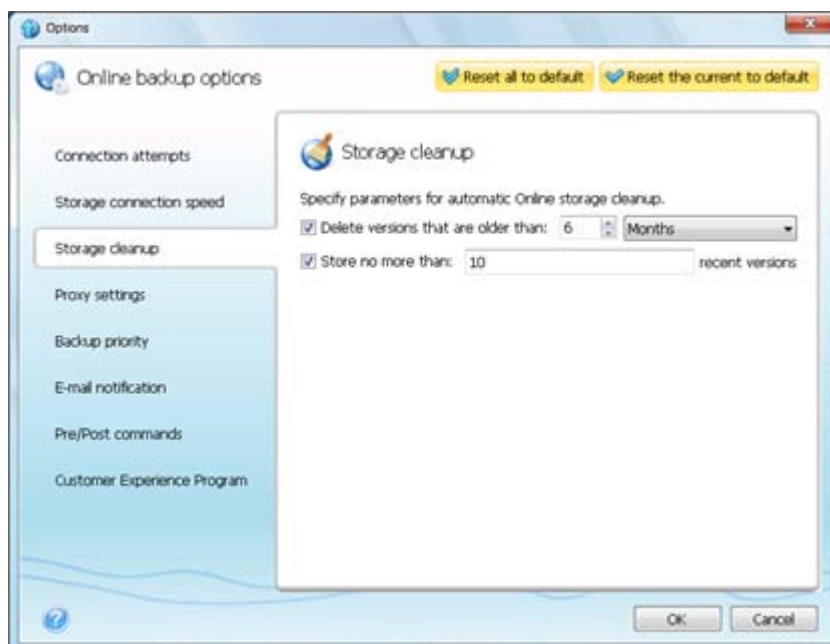 Options
Online backup options
Reset all to default
Reset the current to default
Connection attempts
Storage connection speed
Storage cleanup
Proxy settings
Backup priority
E-mail notification
Pre/Post commands
Customer Experience Program
Storage cleanup
Specify parameters for automatic Online storage cleanup.
Delete versions that are older than: 6 Months
Store no more than: 10 recent versions
OK
Cancel